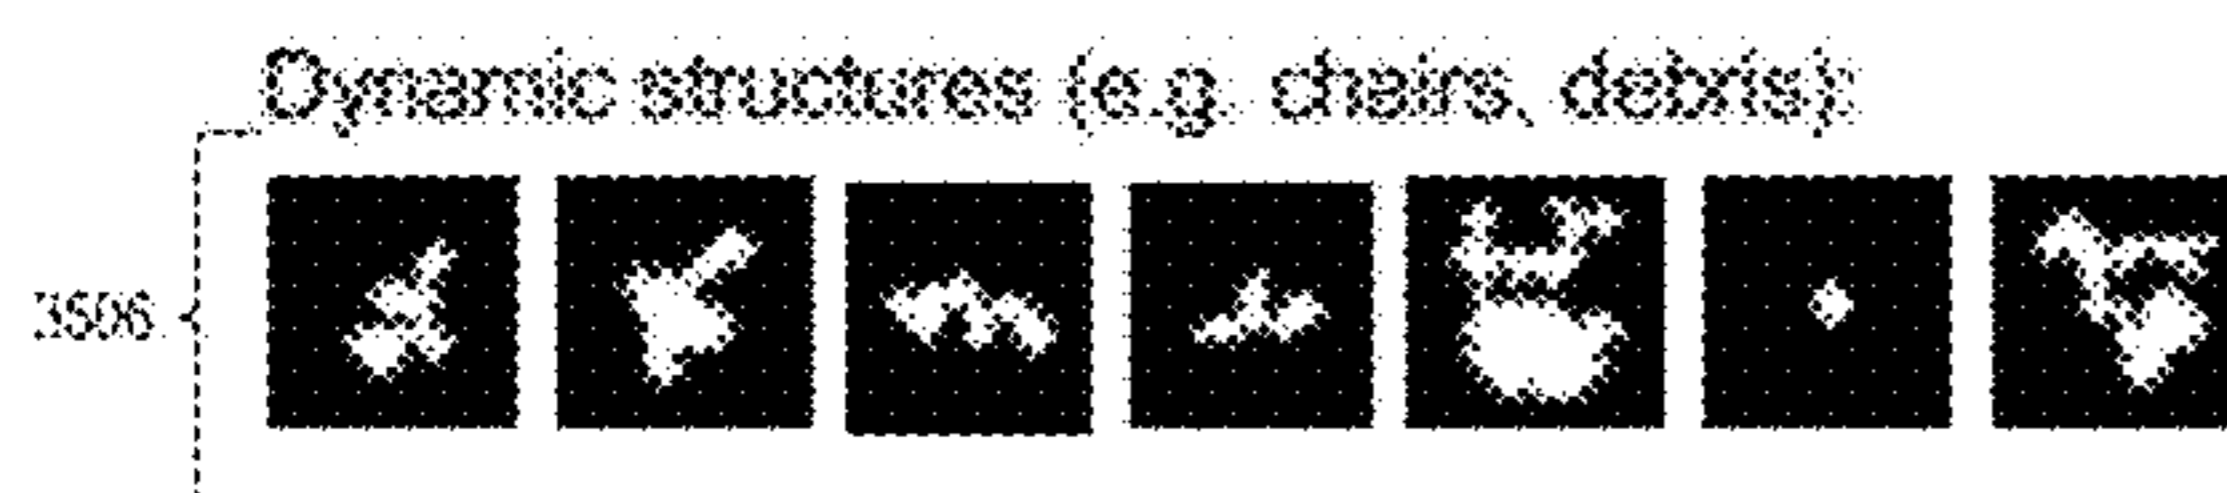 Dynamic structures (e.g. chairs, debris):
3506